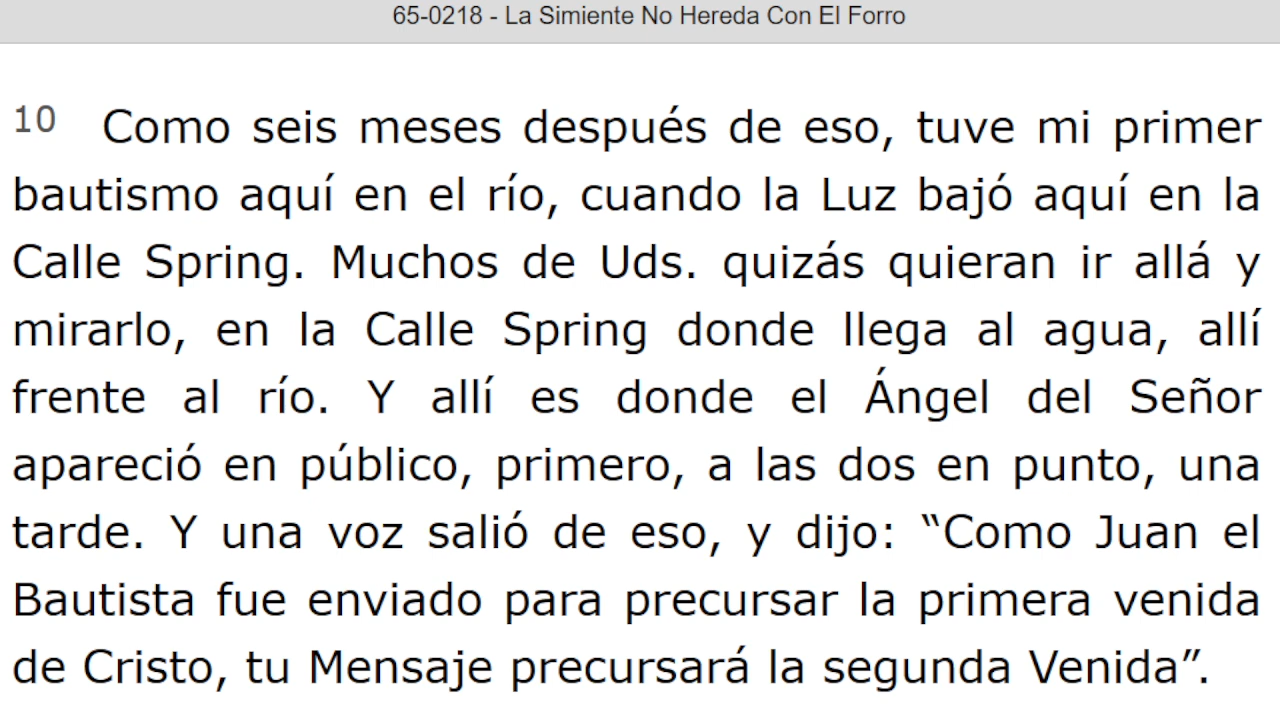 65-0218 - La Simiente No Hereda Con El Forro
10 Como seis meses después de eso, tuve mi primer
bautismo aquí en el río, cuando la Luz bajó aquí en la
Calle Spring. Muchos de Uds. quizás quieran ir allá y
mirarlo, en la Calle Spring donde llega al agua, allí
frente al río. Y allí es donde el Ángel del Señor
apareció en público, primero, a las dos en punto, una
tarde. Y una voz salió de eso, y dijo: “Como Juan el
Bautista fue enviado para precursar la primera venida
de Cristo, tu Mensaje precursará la segunda Venida”.